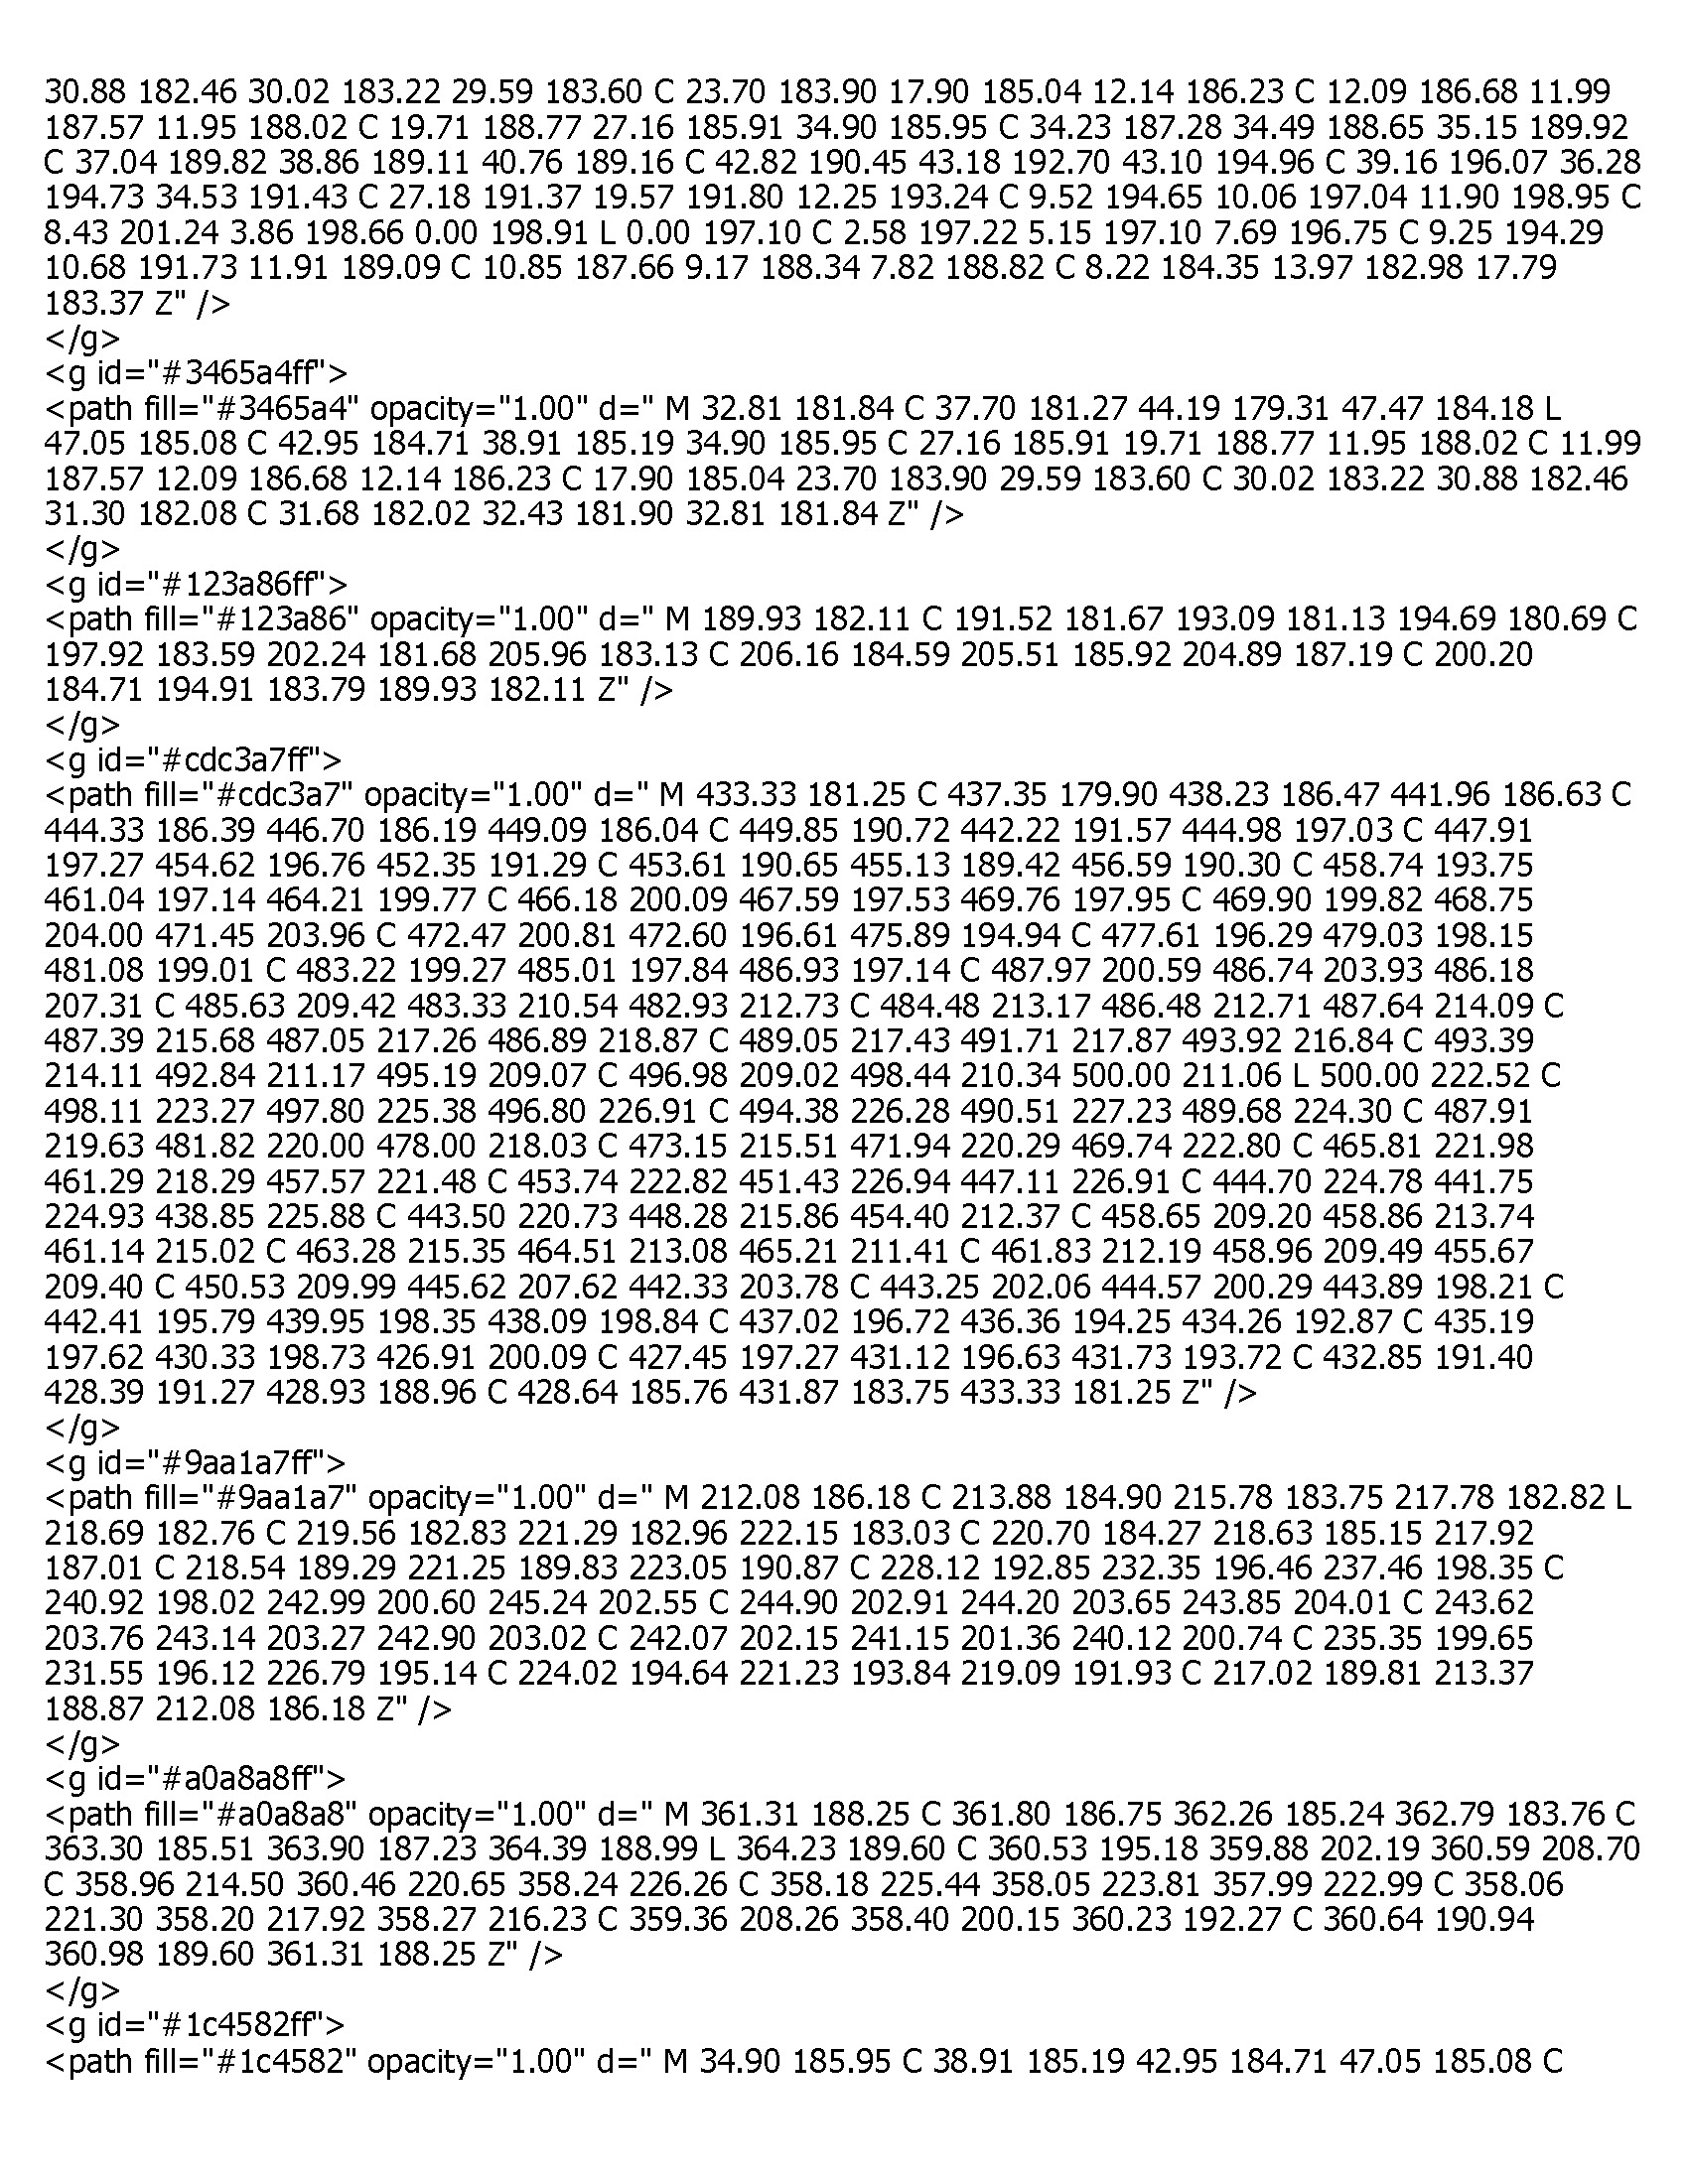 30.88 182.46 30.02 183.22 29.59 183.60 C 23.70 183.90 17.90 185.04 12.14 186.23 C 12.09 186.68 11.99
187.57 11.95 188.02 C 19.71 188.77 27.16 185.91 34.90 185.95 C 34.23 187.28 34.49 188.65 35.15 189.92
C 37.04 189.82 38.86 189.11 40.76 189.16 C 42.82 190.45 43.18 192.70 43.10 194.96 C 39.16 196.07 36.28
194.73 34.53 191.43 C 27.18 191.37 19.57 191.80 12.25 193.24 C 9.52 194.65 10.06 197.04 11.90 198.95 C
8.43 201.24 3.86 198.66 0.00 198.91 L 0.00 197.10 C 2.58 197.22 5.15 197.10 7.69 196.75 C 9.25 194.29
10.68 191.73 11.91 189.09 C 10.85 187.66 9.17 188.34 7.82 188.82 C 8.22 184.35 13.97 182.98 17.79
183.37 Z" />
</g>
<g id="#3465a4ff">
<path fill="#3465a4" opacity="1.00" d=" M 32.81 181.84 C 37.70 181.27 44.19 179.31 47.47 184.18 L
47.05 185.08 C 42.95 184.71 38.91 185.19 34.90 185.95 C 27.16 185.91 19.71 188.77 11.95 188.02 C 11.99
187.57 12.09 186.68 12.14 186.23 C 17.90 185.04 23.70 183.90 29.59 183.60 C 30.02 183.22 30.88 182.46
31.30 182.08 C 31.68 182.02 32.43 181.90 32.81 181.84 Z" />
</g>
<g id="#123a86ff">
<path fill="#123a86" opacity="1.00" d=" M 189.93 182.11 C 191.52 181.67 193.09 181.13 194.69 180.69 C
197.92 183.59 202.24 181.68 205.96 183.13 C 206.16 184.59 205.51 185.92 204.89 187.19 C 200.20
184.71 194.91 183.79 189.93 182.11 Z" />
</g>
<g id="#cdc3a7ff">
<path fill="#cdc3a7" opacity="1.00" d=" M 433.33 181.25 C 437.35 179.90 438.23 186.47 441.96 186.63 C
444.33 186.39 446.70 186.19 449.09 186.04 C 449.85 190.72 442.22 191.57 444.98 197.03 C 447.91
197.27 454.62 196.76 452.35 191.29 C 453.61 190.65 455.13 189.42 456.59 190.30 C 458.74 193.75
461.04 197.14 464.21 199.77 C 466.18 200.09 467.59 197.53 469.76 197.95 C 469.90 199.82 468.75
204.00 471.45 203.96 C 472.47 200.81 472.60 196.61 475.89 194.94 C 477.61 196.29 479.03 198.15
481.08 199.01 C 483.22 199.27 485.01 197.84 486.93 197.14 C 487.97 200.59 486.74 203.93 486.18
207.31 C 485.63 209.42 483.33 210.54 482.93 212.73 C 484.48 213.17 486.48 212.71 487.64 214.09 C
487.39 215.68 487.05 217.26 486.89 218.87 C 489.05 217.43 491.71 217.87 493.92 216.84 C 493.39
214.11 492.84 211.17 495.19 209.07 C 496.98 209.02 498.44 210.34 500.00 211.06 L 500.00 222.52 C
498.11 223.27 497.80 225.38 496.80 226.91 C 494.38 226.28 490.51 227.23 489.68 224.30 C 487.91
219.63 481.82 220.00 478.00 218.03 C 473.15 215.51 471.94 220.29 469.74 222.80 C 465.81 221.98
461.29 218.29 457.57 221.48 C 453.74 222.82 451.43 226.94 447.11 226.91 C 444.70 224.78 441.75
224.93 438.85 225.88 C 443.50 220.73 448.28 215.86 454.40 212.37 C 458.65 209.20 458.86 213.74
461.14 215.02 C 463.28 215.35 464.51 213.08 465.21 211.41 C 461.83 212.19 458.96 209.49 455.67
209.40 C 450.53 209.99 445.62 207.62 442.33 203.78 C 443.25 202.06 444.57 200.29 443.89 198.21 C
442.41 195.79 439.95 198.35 438.09 198.84 C 437.02 196.72 436.36 194.25 434.26 192.87 C 435.19
197.62 430.33 198.73 426.91 200.09 C 427.45 197.27 431.12 196.63 431.73 193.72 C 432.85 191.40
428.39 191.27 428.93 188.96 C 428.64 185.76 431.87 183.75 433.33 181.25 Z" />
</g>
<g id="#9aa1a7ff">
<path fill="#9aa1a7" opacity="1.00" d=" M 212.08 186.18 C 213.88 184.90 215.78 183.75 217.78 182.82 L
218.69 182.76 C 219.56 182.83 221.29 182.96 222.15 183.03 C 220.70 184.27 218.63 185.15 217.92
187.01 C 218.54 189.29 221.25 189.83 223.05 190.87 C 228.12 192.85 232.35 196.46 237.46 198.35 C
240.92 198.02 242.99 200.60 245.24 202.55 C 244.90 202.91 244.20 203.65 243.85 204.01 C 243.62
203.76 243.14 203.27 242.90 203.02 C 242.07 202.15 241.15 201.36 240.12 200.74 C 235.35 199.65
231.55 196.12 226.79 195.14 C 224.02 194.64 221.23 193.84 219.09 191.93 C 217.02 189.81 213.37
188.87 212.08 186.18 Z" />
</g>
<g id="#a0a8a8ff">
<path fill="#a0a8a8" opacity="1.00" d=" M 361.31 188.25 C 361.80 186.75 362.26 185.24 362.79 183.76 C
363.30 185.51 363.90 187.23 364.39 188.99 L 364.23 189.60 C 360.53 195.18 359.88 202.19 360.59 208.70
C 358.96 214.50 360.46 220.65 358.24 226.26 C 358.18 225.44 358.05 223.81 357.99 222.99 C 358.06
221.30 358.20 217.92 358.27 216.23 C 359.36 208.26 358.40 200.15 360.23 192.27 C 360.64 190.94
360.98 189.60 361.31 188.25 Z" />
</g>
<g id="#1c4582ff">
<path fill="#1c4582" opacity="1.00" d=" M 34.90 185.95 C 38.91 185.19 42.95 184.71 47.05 185.08 C